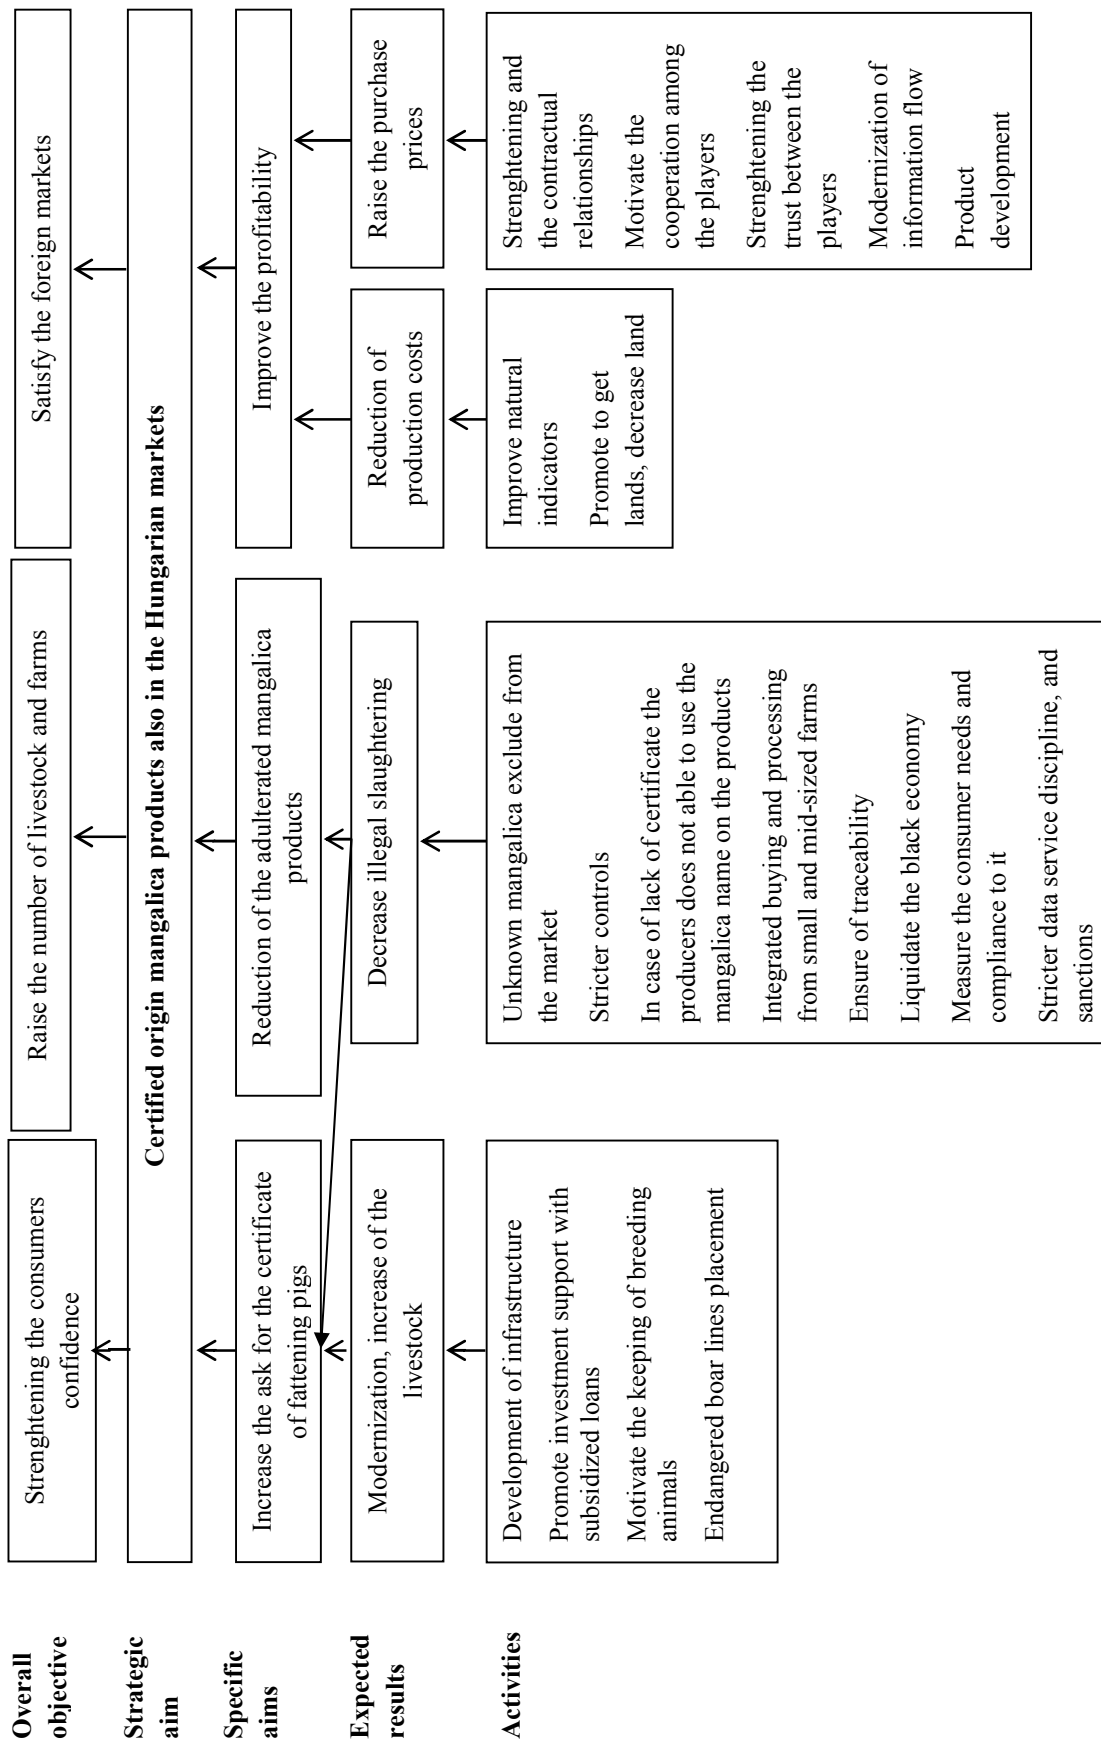 Overall
objective
Strenghtening the consumers
confidence
Raise the number of livestock and farms
Satisfy the foreign markets
Strategic
aim
Certified origin mangalica products also in the Hungarian markets
Specific
aims
Increase the ask for the certificate
of fattening pigs
Reduction of the adulterated mangalica
products
Improve the profitability
Expected
results
Modernization, increase of the
livestock
Decrease illegal slaughtering
Reduction of
production costs
Raise the purchase
prices
Activities
Development of infrastructure
Promote investment support with
subsidized loans
Motivate the keeping of breeding
animals
Endangered boar lines placement
Unknown mangalica exclude from
the market
Stricter controls
In case of lack of certificate the
producers does not able to use the
mangalica name on the products
Integrated buying and processing
from small and mid-sized farms
Ensure of traceability
Liquidate the black economy
Measure the consumer needs and
compliance to it
Stricter data service discipline, and
sanctions
Improve natural
indicators
Promote to get
lands, decrease land
Strenghtening and
the contractual
relationships
Motivate the
cooperation among
the players
Strenghtening the
trust between the
players
Modernization of
information flow
Product
development